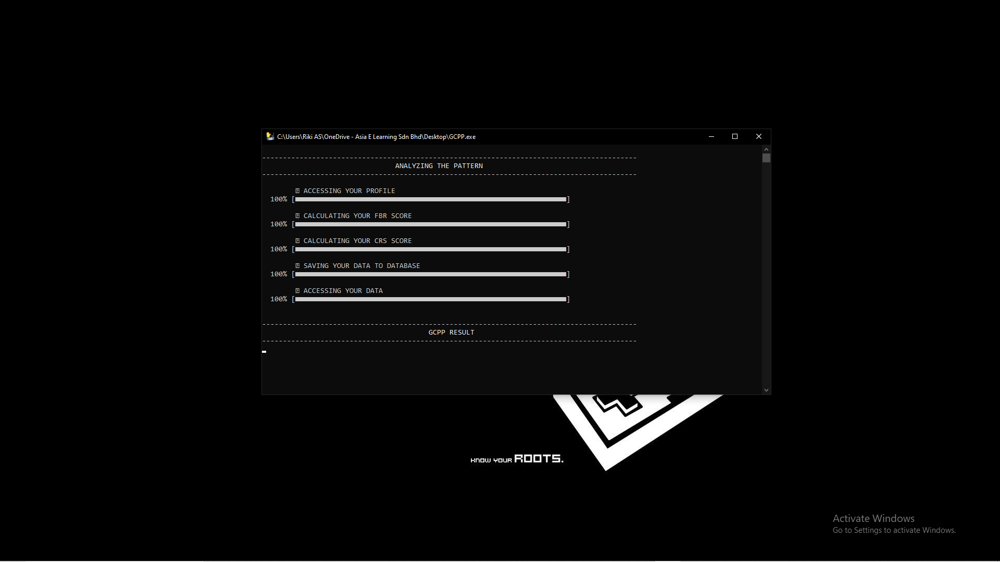 C:\Users\Riki AS\OneDrive - Asia E Learning Sdn Bhd\Desktop\GCPP.exe
------------------------------------------------------------------------------------------
ANALYZING THE PATTERN
------------------------------------------------------------------------------------------
⍰ ACCESSING YOUR PROFILE
100% [█████████████████████████████████████████████████████████████████]
⍰ CALCULATING YOUR FBR SCORE
100% [█████████████████████████████████████████████████████████████████]
⍰ CALCULATING YOUR CRS SCORE
100% [█████████████████████████████████████████████████████████████████]
⍰ SAVING YOUR DATA TO DATABASE
100% [█████████████████████████████████████████████████████████████████]
⍰ ACCESSING YOUR DATA
100% [█████████████████████████████████████████████████████████████████]
------------------------------------------------------------------------------------------
GCPP RESULT
------------------------------------------------------------------------------------------
KNOW YOUR ROOTS.
Activate Windows
Go to Settings to activate Windows.